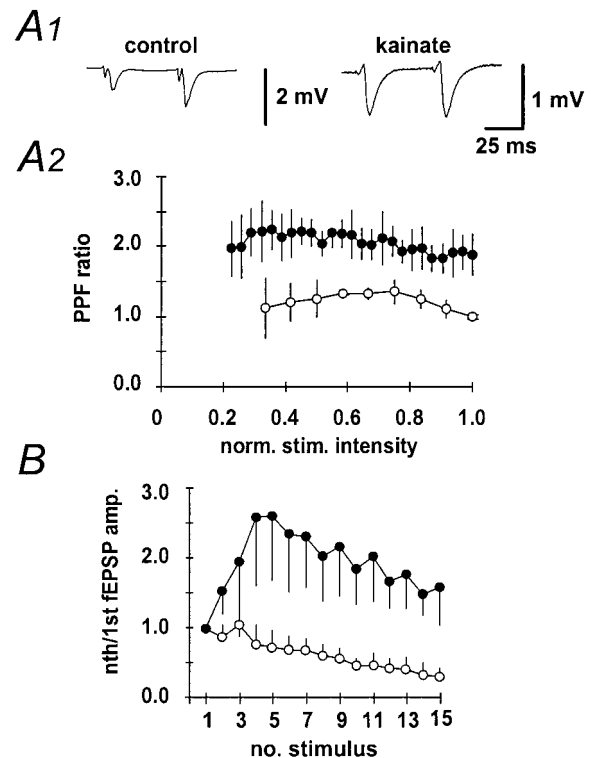 A1
control
kainate
2 mV
1 mV
25 ms
A2
3.0
2.0
1.0
0.0
PPF ratio
0 0.2 0.4 0.6 0.8 1.0
norm. stim. intensity
B
3.0
2.0
1.0
0.0
nth/1st fEPSP amp.
1 3 5 7 9 11 13 15
no. stimulus